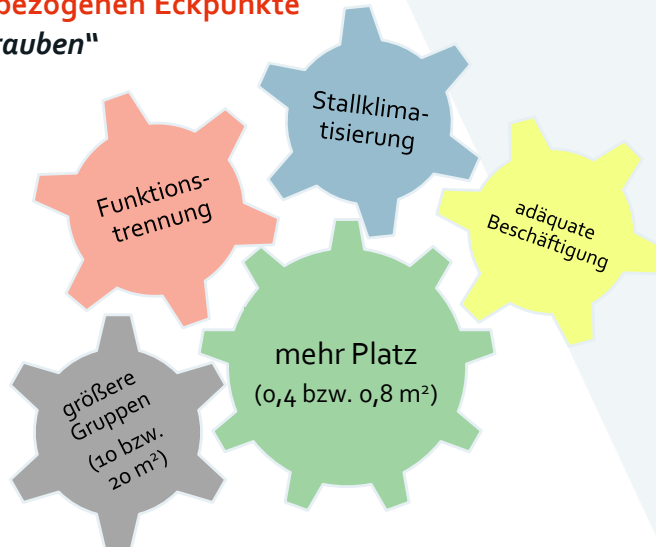 bezogenen Eckpunkte
rauben“
Stallklima-
tisierung
Funktions-
trennung
adäquate
Beschäftigung
mehr Platz
(0,4 bzw. 0,8 m²)
größere
Gruppen
(10 bzw.
20 m²)